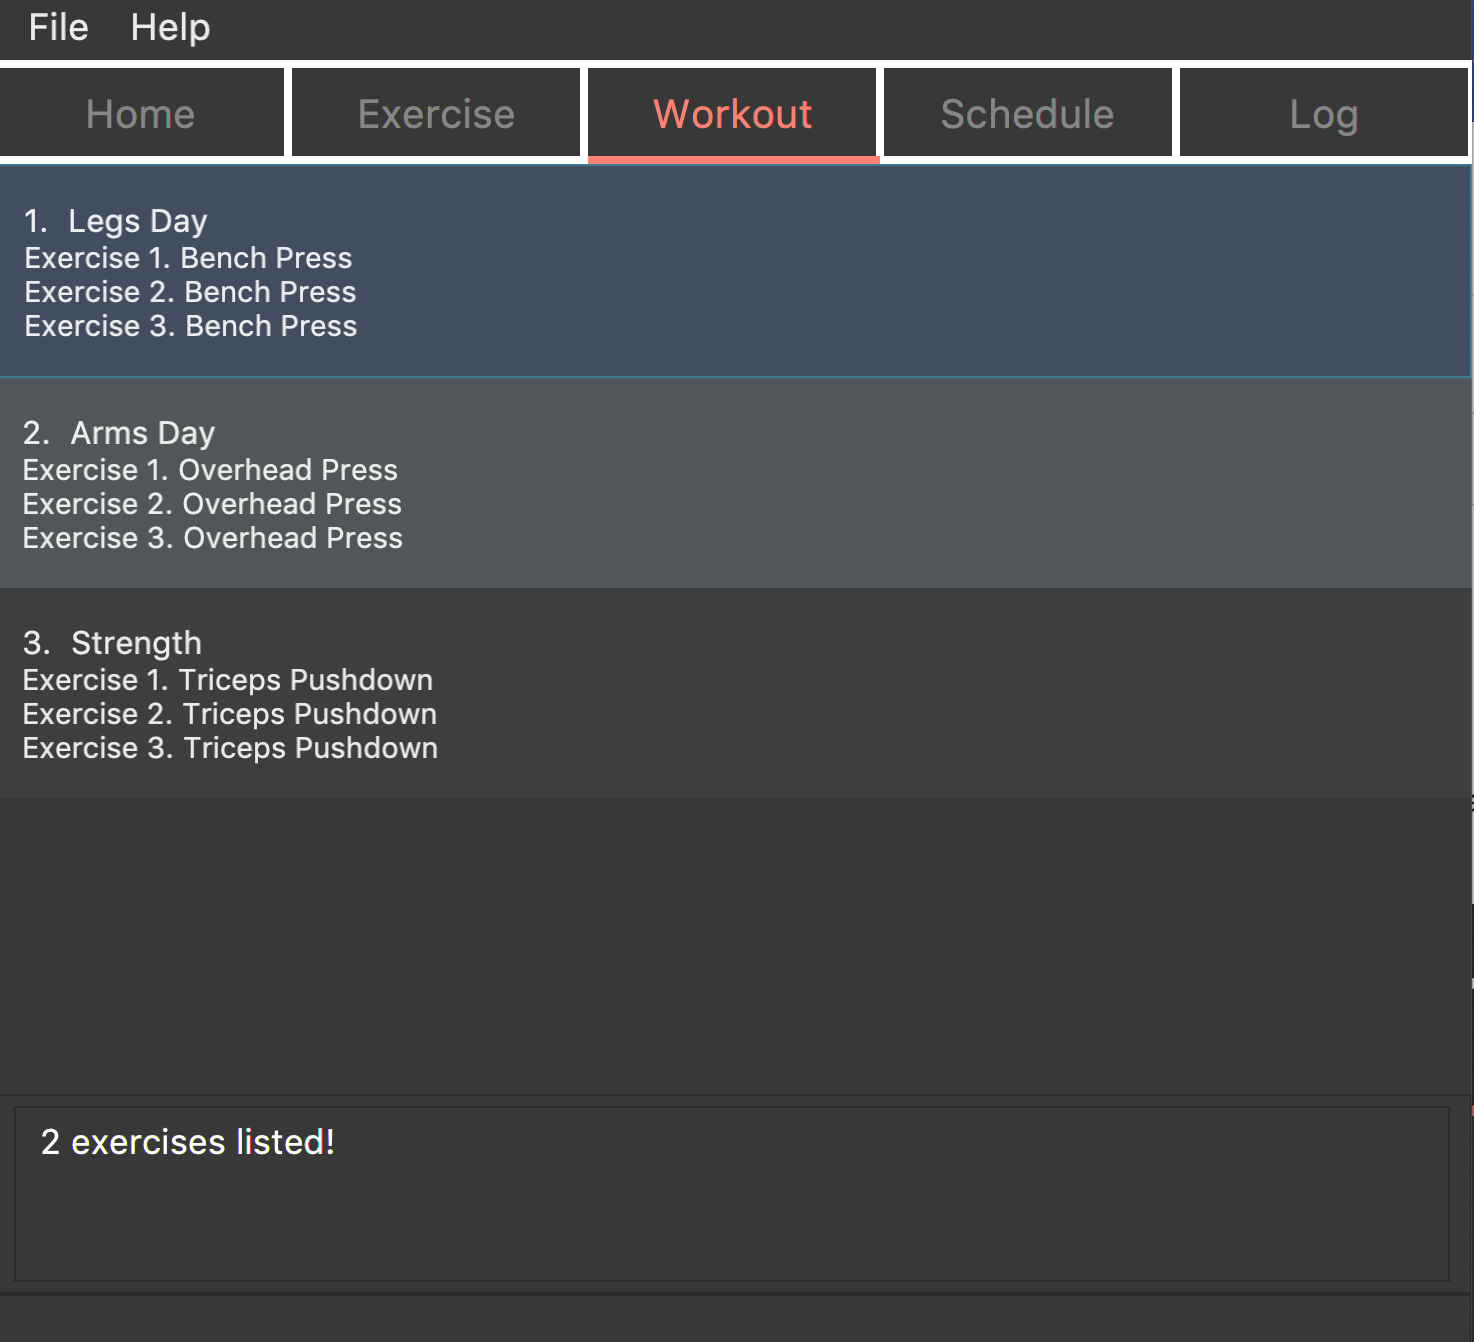 File Help
Home Exercise Workout Schedule Log
1. Legs Day
Exercise 1. Bench Press
Exercise 2. Bench Press
Exercise 3. Bench Press
2. Arms Day
Exercise 1. Overhead Press
Exercise 2. Overhead Press
Exercise 3. Overhead Press
3. Strength
Exercise 1. Triceps Pushdown
Exercise 2. Triceps Pushdown
Exercise 3. Triceps Pushdown
2 exercises listed!